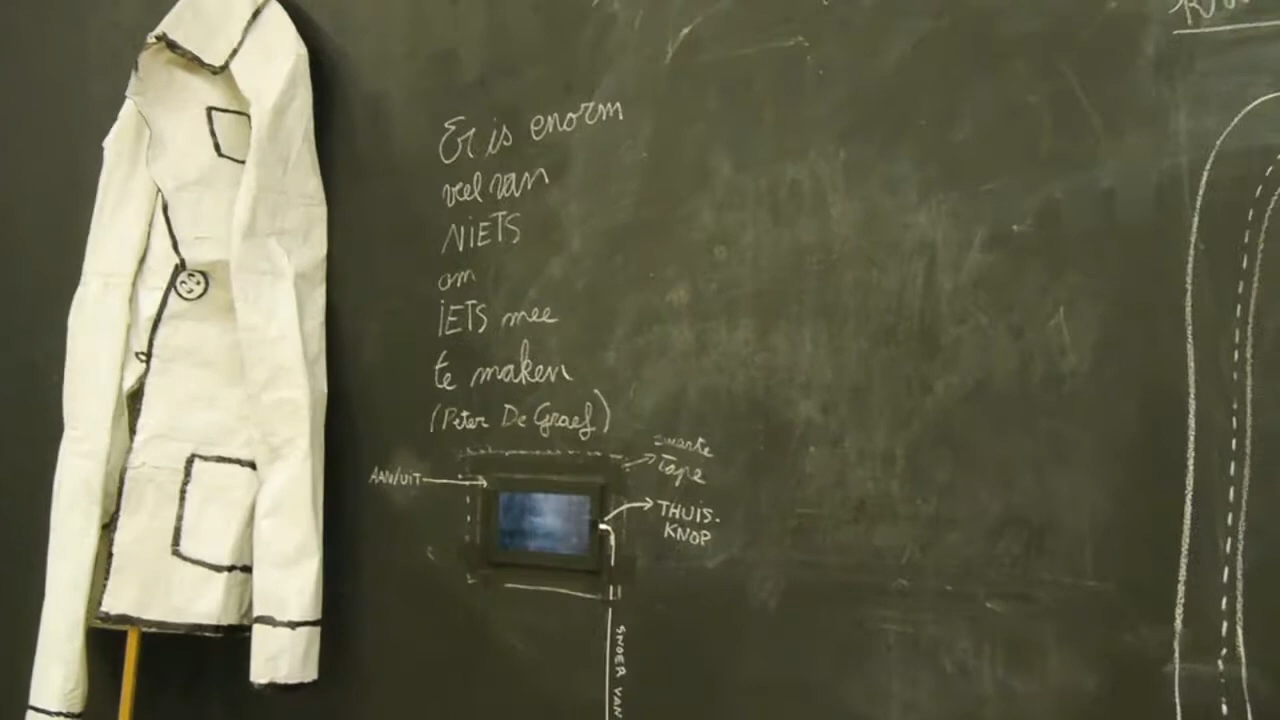 Er is enorm
veel van
NiETS
om
iETS mee
te maken
(Peter De Graef)
zwarte
Tape
AAN/UIT
THUIS-
KNOP
SNOER VAN